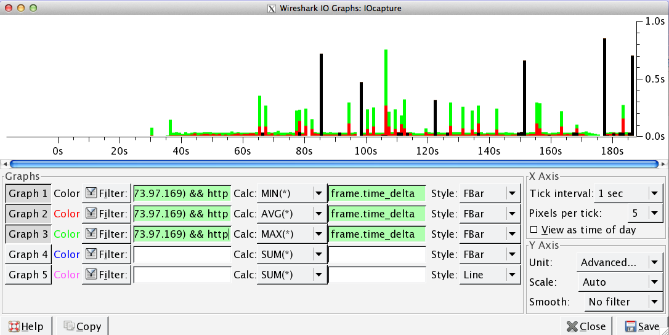 Wireshark IO Graphs: IOcapture
1.0s
0.5s
0.0s
0s 20s 40s 60s 80s 100s 120s 140s 160s 180s
Graphs
Graph 1 Color Filter: 73.97.169) && http Calc: MIN(*) frame.time_delta Style: FBar
Graph 2 Color Filter: 73.97.169) && http Calc: AVG(*) frame.time_delta Style: FBar
Graph 3 Color Filter: 73.97.169) && http Calc: MAX(*) frame.time_delta Style: FBar
Graph 4 Color Filter: Calc: SUM(*) Style: FBar
Graph 5 Color Filter: Calc: SUM(*) Style: Line
X Axis
Tick interval: 1 sec
Pixels per tick: 5
View as time of day
Y Axis
Unit: Advanced...
Scale: Auto
Smooth: No filter
Help Copy Close Save